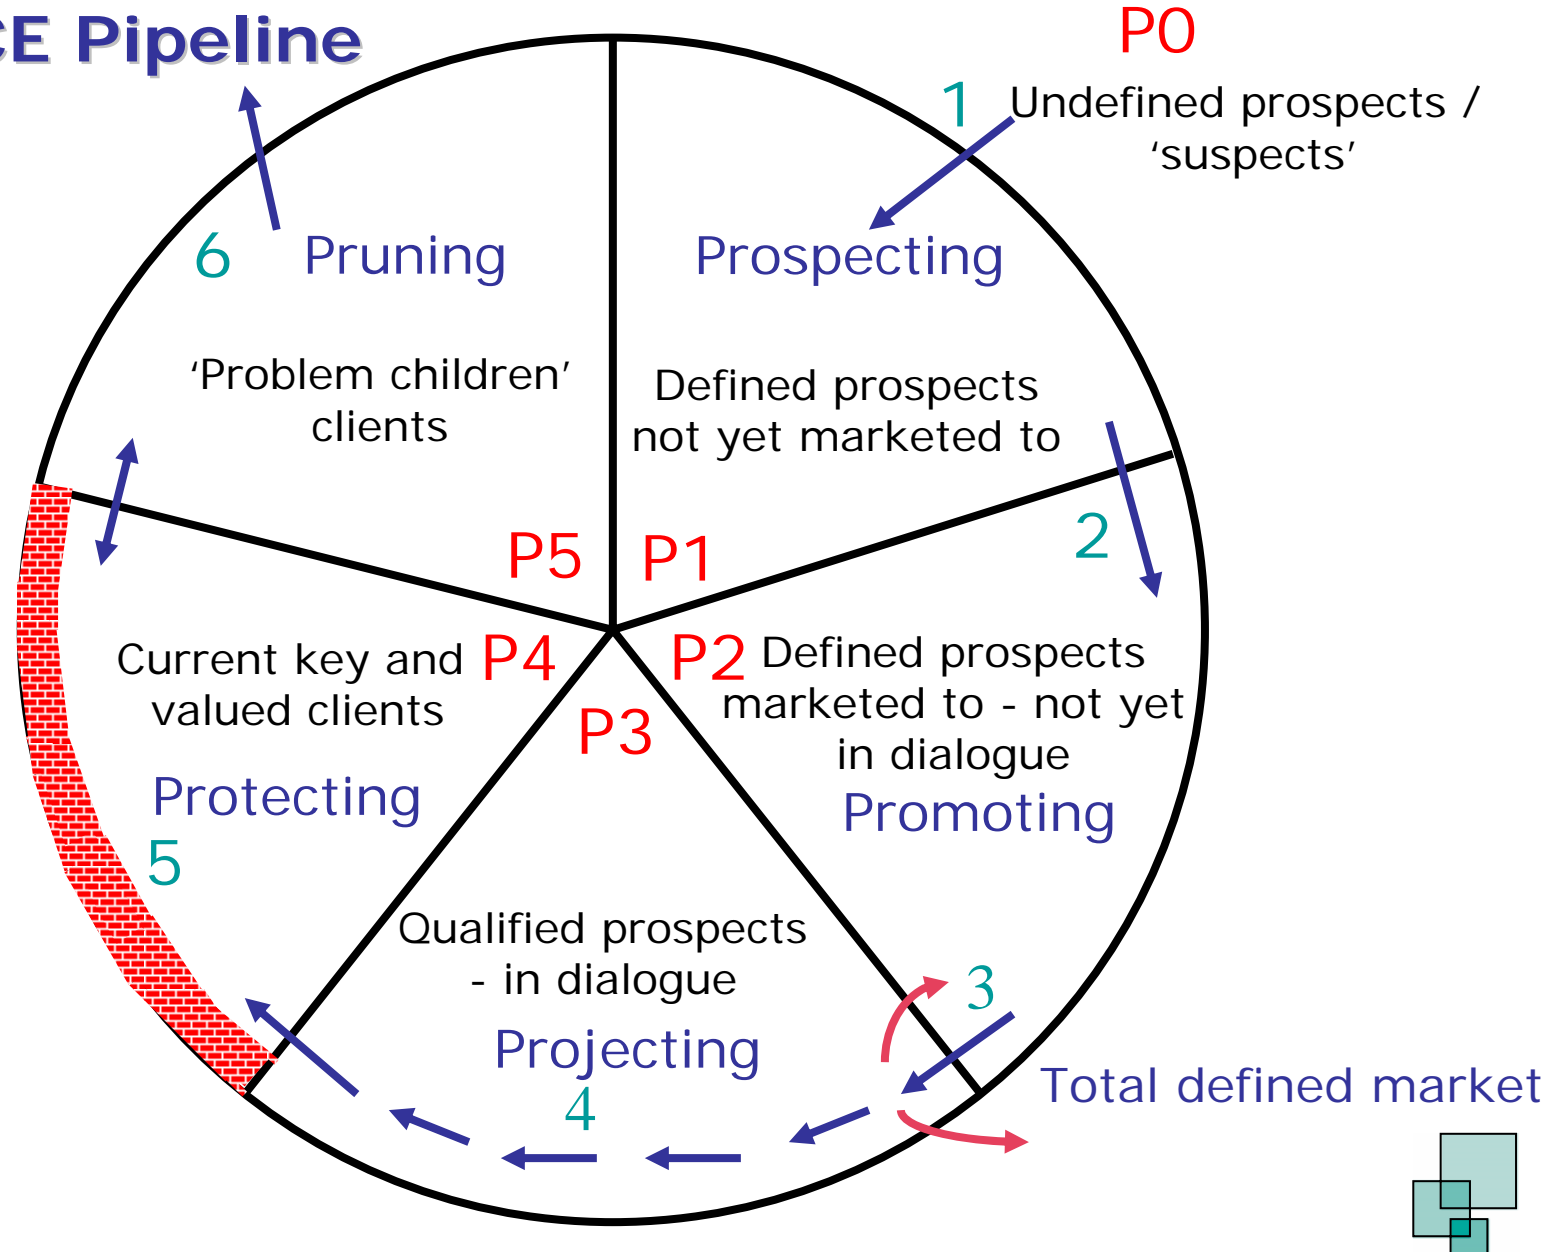 CE Pipeline
P0
1
Undefined prospects /
‘suspects’
6
Pruning
Prospecting
‘Problem children’
clients
Defined prospects
not yet marketed to
2
P5
P1
Current key and
valued clients
P4
P2
Defined prospects
marketed to - not yet
in dialogue
P3
Protecting
5
Promoting
Qualified prospects
- in dialogue
Projecting
4
3
Total defined market